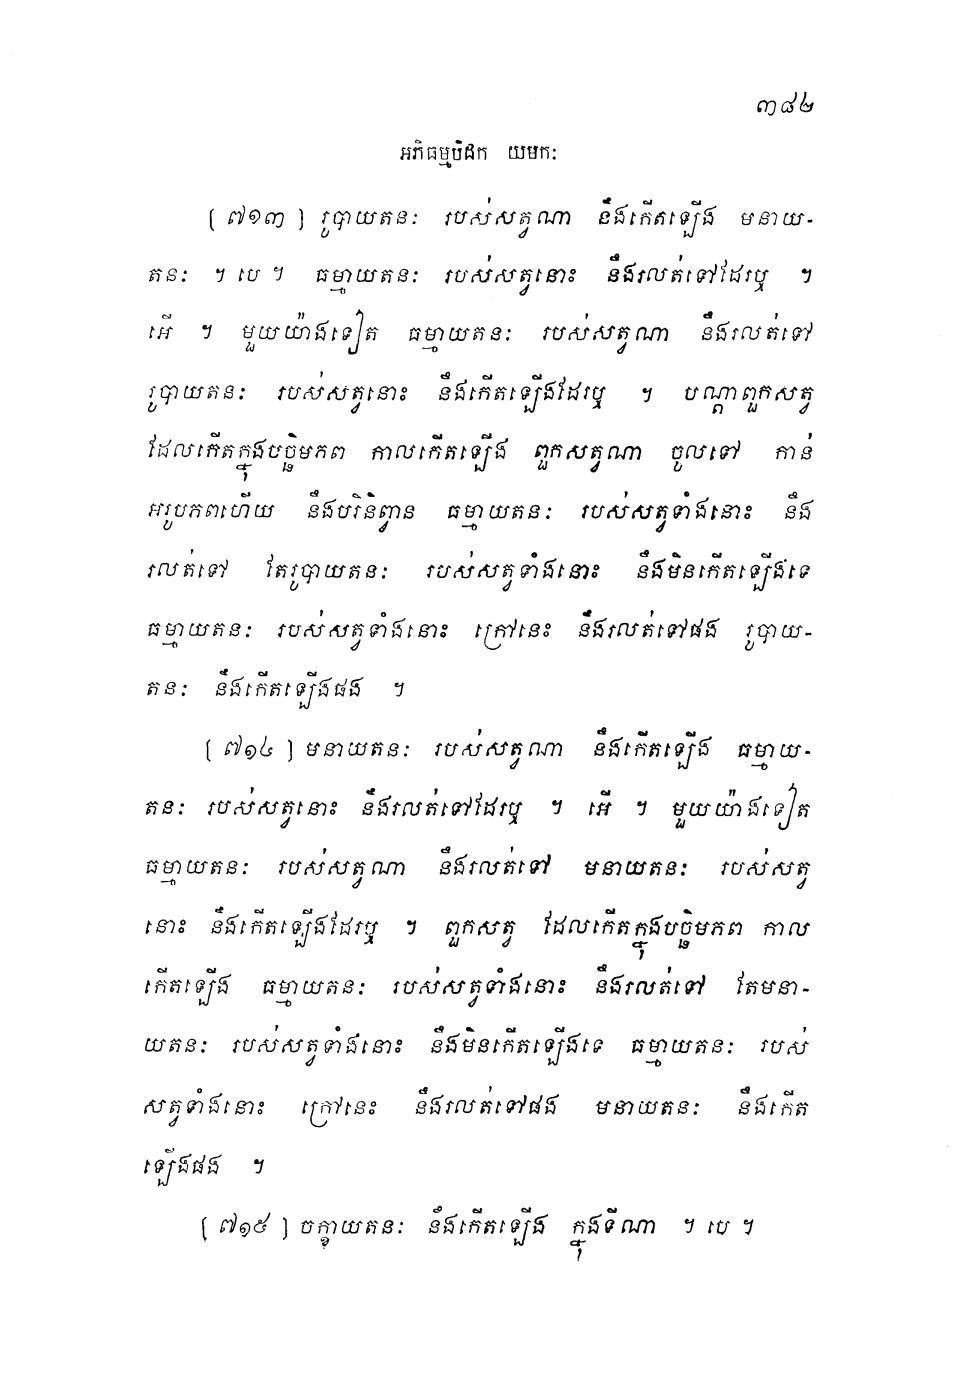 ៣៨២
អភិធម្មបិដក យមកៈ
[ ៧១៣ ] រូបាយតនៈ របស់សត្វណា នឹងកើតឡើង មនាយ-
តនៈ ។ បេ ។ ធម្មាយតនៈ របស់សត្វនោះ នឹងរលត់ទៅដែរឬ ។
អើ ។ មួយយ៉ាងទៀត ធម្មាយតនៈ របស់សត្វណា នឹងរលត់ទៅ
រូបាយតនៈ របស់សត្វនោះ នឹងកើតឡើងដែរឬ ។ បណ្តាពួកសត្វ
ដែលកើតក្នុងបច្ឆិមភព កាលកើតឡើង ពួកសត្វណា ចូលទៅ កាន់
អរូបភពហើយ នឹងបរិនិព្វាន ធម្មាយតនៈ របស់សត្វទាំងនោះ នឹង
រលត់ទៅ តែរូបាយតនៈ របស់សត្វទាំងនោះ នឹងមិនកើតឡើងទេ
ធម្មាយតនៈ របស់សត្វទាំងនោះ ក្រៅនេះ នឹងរលត់ទៅផង រូបាយ-
តនៈ នឹងកើតឡើងផង ។
[ ៧១៤ ] មនាយតនៈ របស់សត្វណា នឹងកើតឡើង ធម្មាយ-
តនៈ របស់សត្វនោះ នឹងរលត់ទៅដែរឬ ។ អើ ។ មួយយ៉ាងទៀត
ធម្មាយតនៈ របស់សត្វណា នឹងរលត់ទៅ មនាយតនៈ របស់សត្វ
នោះ នឹងកើតឡើងដែរឬ ។ ពួកសត្វ ដែលកើតក្នុងបច្ឆិមភព កាល
កើតឡើង ធម្មាយតនៈ របស់សត្វទាំងនោះ នឹងរលត់ទៅ តែមនា-
យតនៈ របស់សត្វទាំងនោះ នឹងមិនកើតឡើងទេ ធម្មាយតនៈ របស់
សត្វទាំងនោះ ក្រៅនេះ នឹងរលត់ទៅផង មនាយតនៈ នឹងកើត
ឡើងផង ។
[ ៧១៥ ] ចក្ខាយតនៈ នឹងកើតឡើង ក្នុងទីណា ។ បេ ។